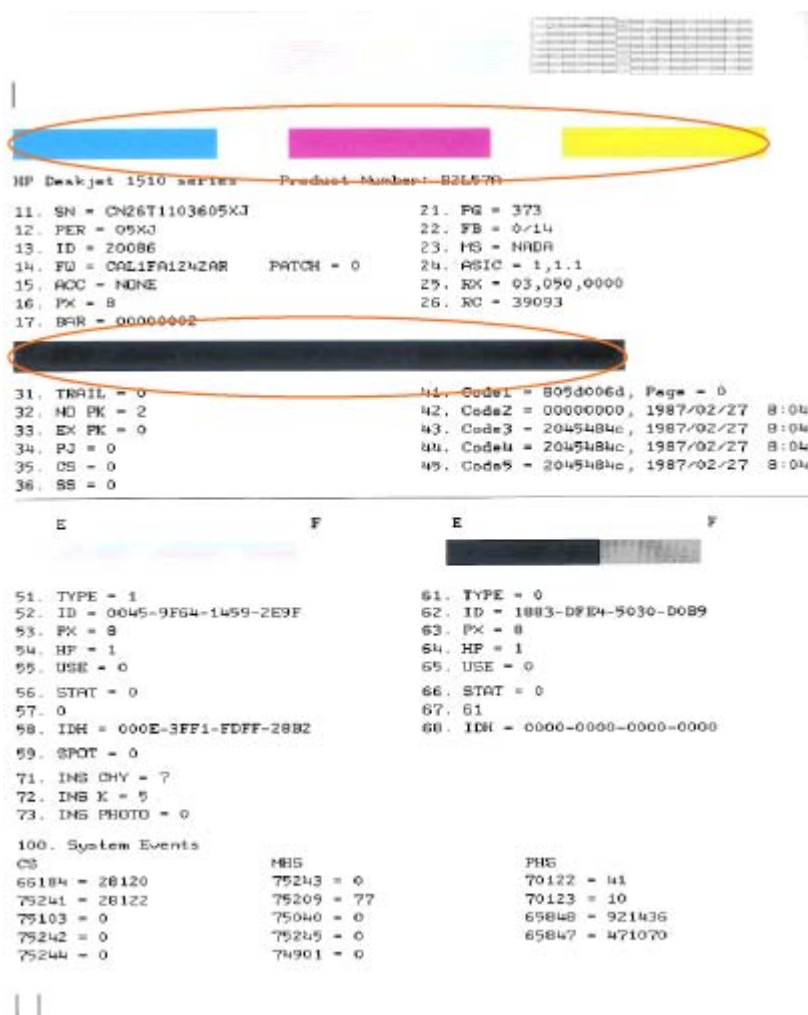 HP Deskjet 1510 series Product Number: B2L57A
11. SN = CN26T1103605XJ 21. PG = 373
12. PER = 05XJ 22. FB = 0/14
13. ID = 20086 23. MS = NADA
14. FW = CAL1FA1242AR PATCH = 0 24. ASIC = 1,1.1
15. ACC = NONE 25. RX = 03,050,0000
16. PX = 8 26. RC = 39093
17. BAR = 00000002
31. TRAIL = 0 41. Code1 = 805d006d, Page = 0
32. NO PK = 2 42. Code2 = 00000000, 1987/02/27 8:04
33. EX PK = 0 43. Code3 = 2045484c, 1987/02/27 8:04
34. PJ = 0 44. Code4 = 2045484c, 1987/02/27 8:04
35. CS = 0 45. Code5 = 2045484c, 1987/02/27 8:04
36. SS = 0
E F E F
51. TYPE = 1 61. TYPE = 0
52. ID = 0045-9F64-1459-2E9F 62. ID = 1883-DFE4-5030-D0B9
53. PX = 8 63. PX = 8
54. HP = 1 64. HP = 1
55. USE = 0 65. USE = 0
56. STAT = 0 66. STAT = 0
57. 0 67. 61
58. IDH = 000E-3FF1-FDFF-28B2 68. IDH = 0000-0000-0000-0000
59. SPOT = 0
71. INS CMY = 7
72. INS K = 5
73. INS PHOTO = 0
100. System Events
CS MHS PHS
66184 = 28120 75243 = 0 70122 = 41
75241 = 28122 75209 = 77 70123 = 10
75103 = 0 75040 = 0 65848 = 921436
75242 = 0 75245 = 0 65847 = 471070
75244 = 0 74901 = 0